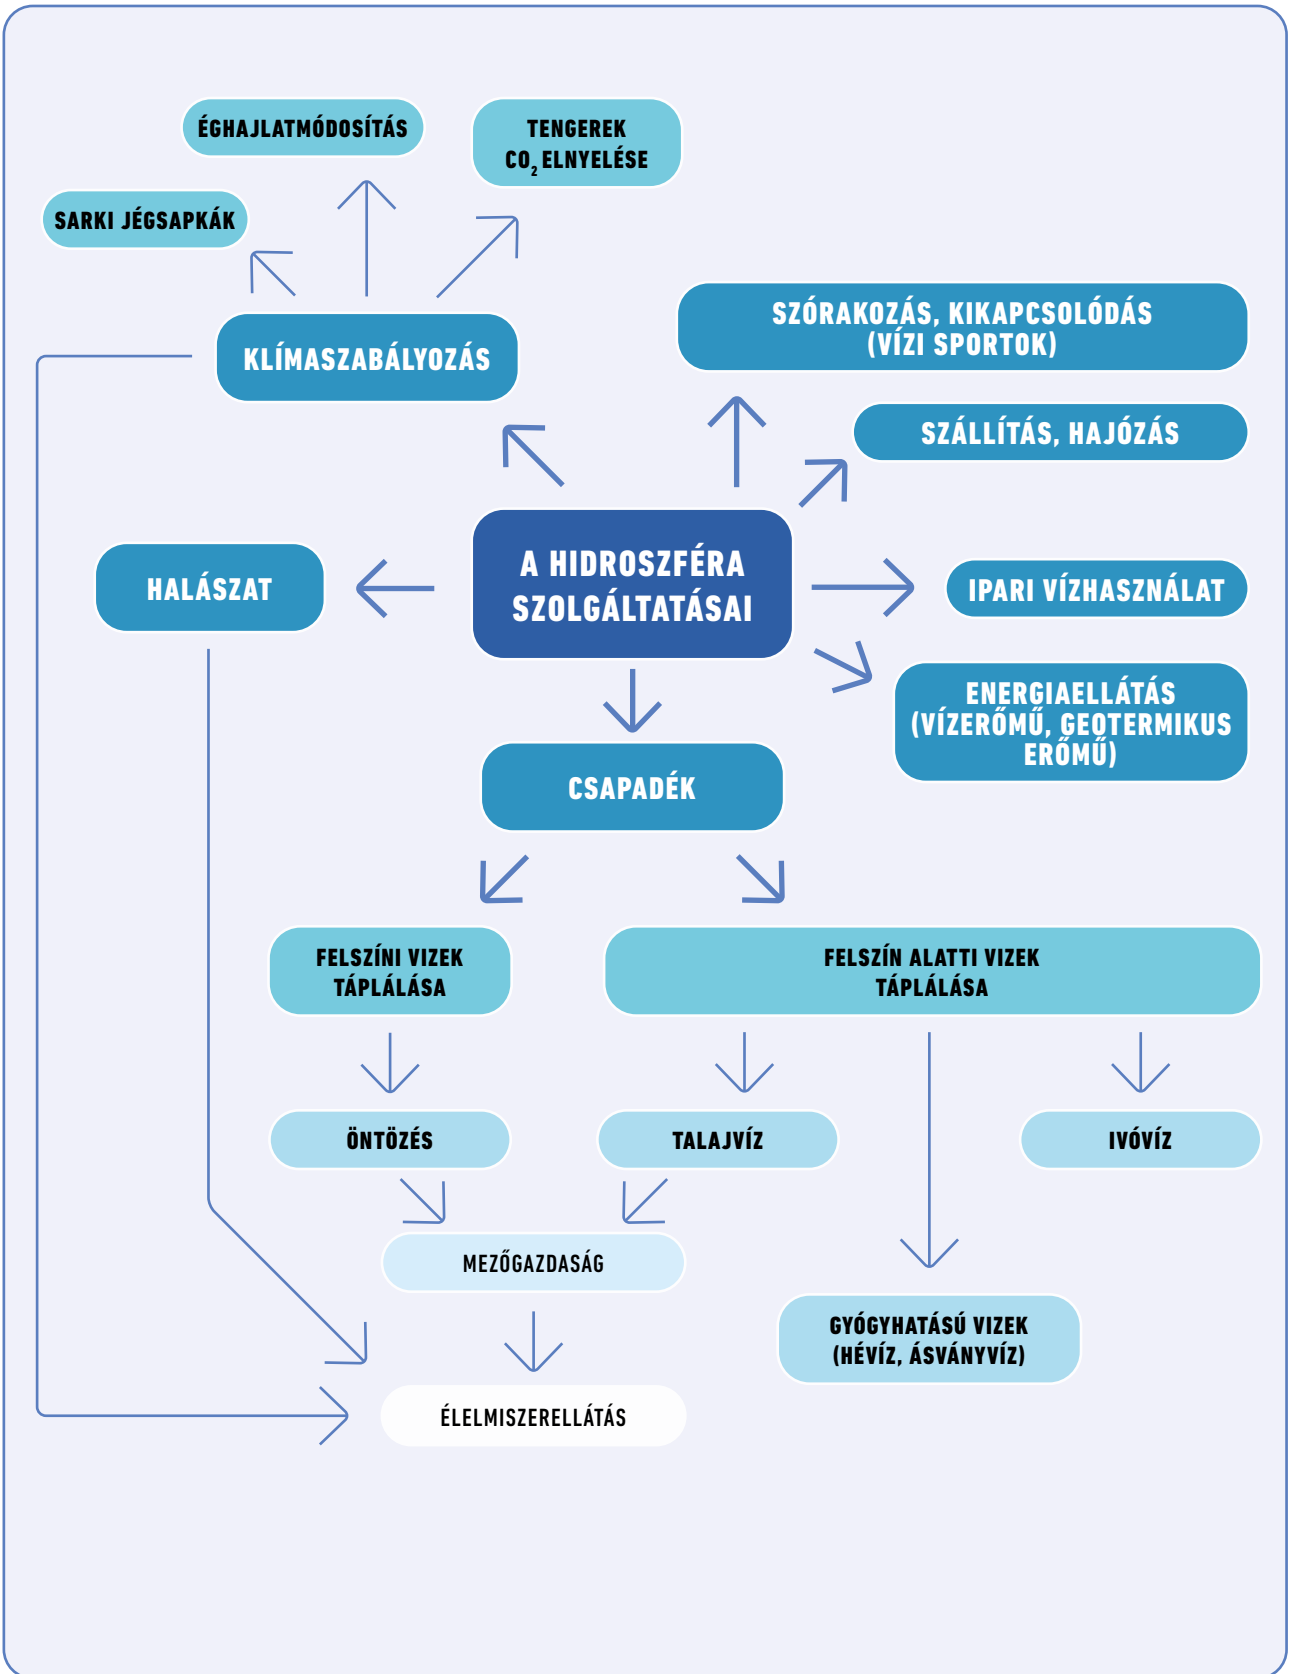 ÉGHAJLATMÓDOSÍTÁS
TENGEREK
CO₂ ELNYELÉSE
SARKI JÉGSAPKÁK
SZÓRAKOZÁS, KIKAPCSOLÓDÁS
(VÍZI SPORTOK)
KLÍMASZABÁLYOZÁS
SZÁLLÍTÁS, HAJÓZÁS
A HIDROSZFÉRA
SZOLGÁLTATÁSAI
HALÁSZAT
IPARI VÍZHASZNÁLAT
ENERGIAELLÁTÁS
(VÍZERŐMŰ, GEOTERMIKUS
ERŐMŰ)
CSAPADÉK
FELSZÍNI VIZEK
TÁPLÁLÁSA
FELSZÍN ALATTI VIZEK
TÁPLÁLÁSA
ÖNTÖZÉS
TALAJVÍZ
IVÓVÍZ
MEZŐGAZDASÁG
GYÓGYHATÁSÚ VIZEK
(HÉVÍZ, ÁSVÁNYVÍZ)
ÉLELMISZERELLÁTÁS